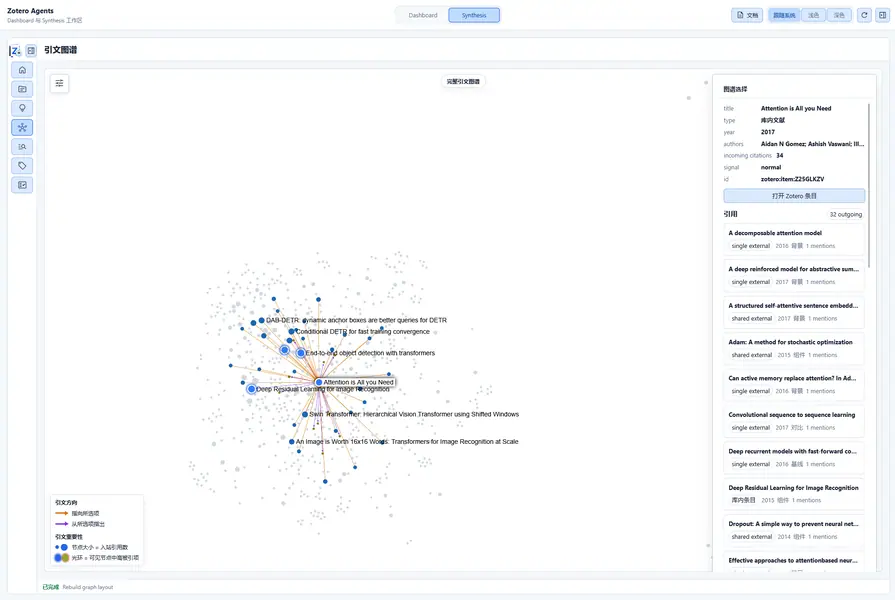 Zotero Agents
Dashboard 与 Synthesis 工作区
Dashboard
Synthesis
文档
跟随系统
浅色
深色
引文图谱
完整引文图谱
DAB-DETR: dynamic anchor boxes are better queries for DETR
Conditional DETR for fast training convergence
End-to-end object detection with transformers
Attention is All you Need
Deep Residual Learning for Image Recognition
Swin Transformer: Hierarchical Vision Transformer using Shifted Windows
An Image is Worth 16x16 Words: Transformers for Image Recognition at Scale
引文方向
指向所选项
从所选项指出
引文重要性
节点大小 = 入站引用数
光环 = 可见节点中高被引项
已完成 Rebuild graph layout
图谱选择
title Attention is All you Need
type 库内文献
year 2017
authors Aidan N Gomez; Ashish Vaswani; Ill...
incoming citations 34
signal normal
id zotero:item:Z25GLKZV
打开 Zotero 条目
引用 32 outgoing
A decomposable attention model
single external 2016 背景 1 mentions
A deep reinforced model for abstractive sum...
single external 2017 背景 1 mentions
A structured self-attentive sentence embedd...
shared external 2017 背景 1 mentions
Adam: A method for stochastic optimization
shared external 2015 组件 1 mentions
Can active memory replace attention? In Ad...
single external 2016 背景 1 mentions
Convolutional sequence to sequence learning
single external 2017 对比 1 mentions
Deep recurrent models with fast-forward co...
single external 2016 基线 1 mentions
Deep Residual Learning for Image Recognition
库内条目 2015 组件 1 mentions
Dropout: A simple way to prevent neural net...
shared external 2014 组件 1 mentions
Effective approaches to attentionbased neur...